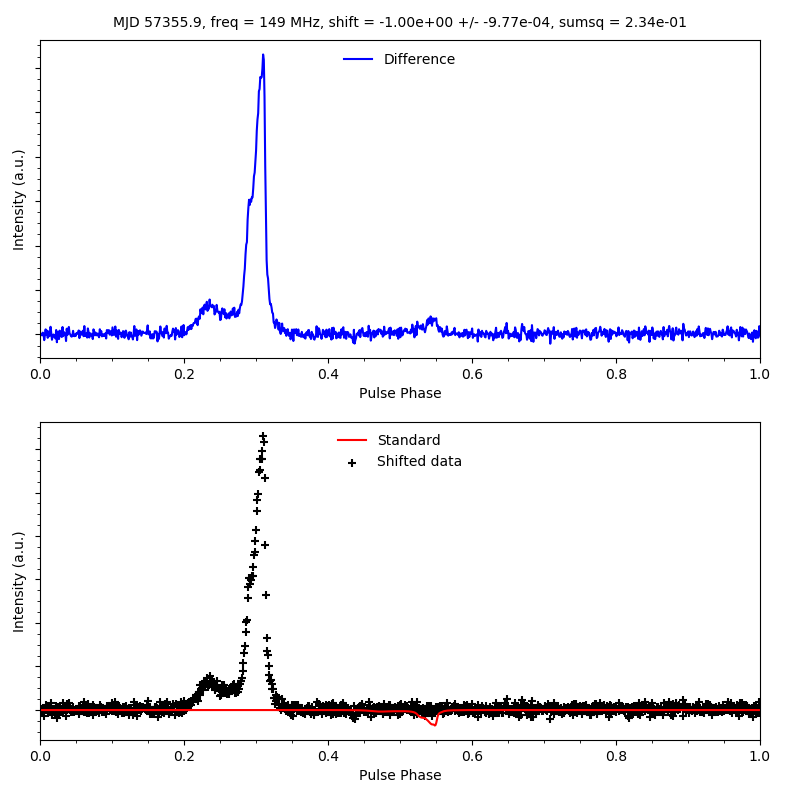 MJD 57355.9, freq = 149 MHz, shift = -1.00e+00 +/- -9.77e-04, sumsq = 2.34e-01
Difference
Intensity (a.u.)
0.0 0.2 0.4 0.6 0.8 1.0
Pulse Phase
Standard
Shifted data
Intensity (a.u.)
0.0 0.2 0.4 0.6 0.8 1.0
Pulse Phase